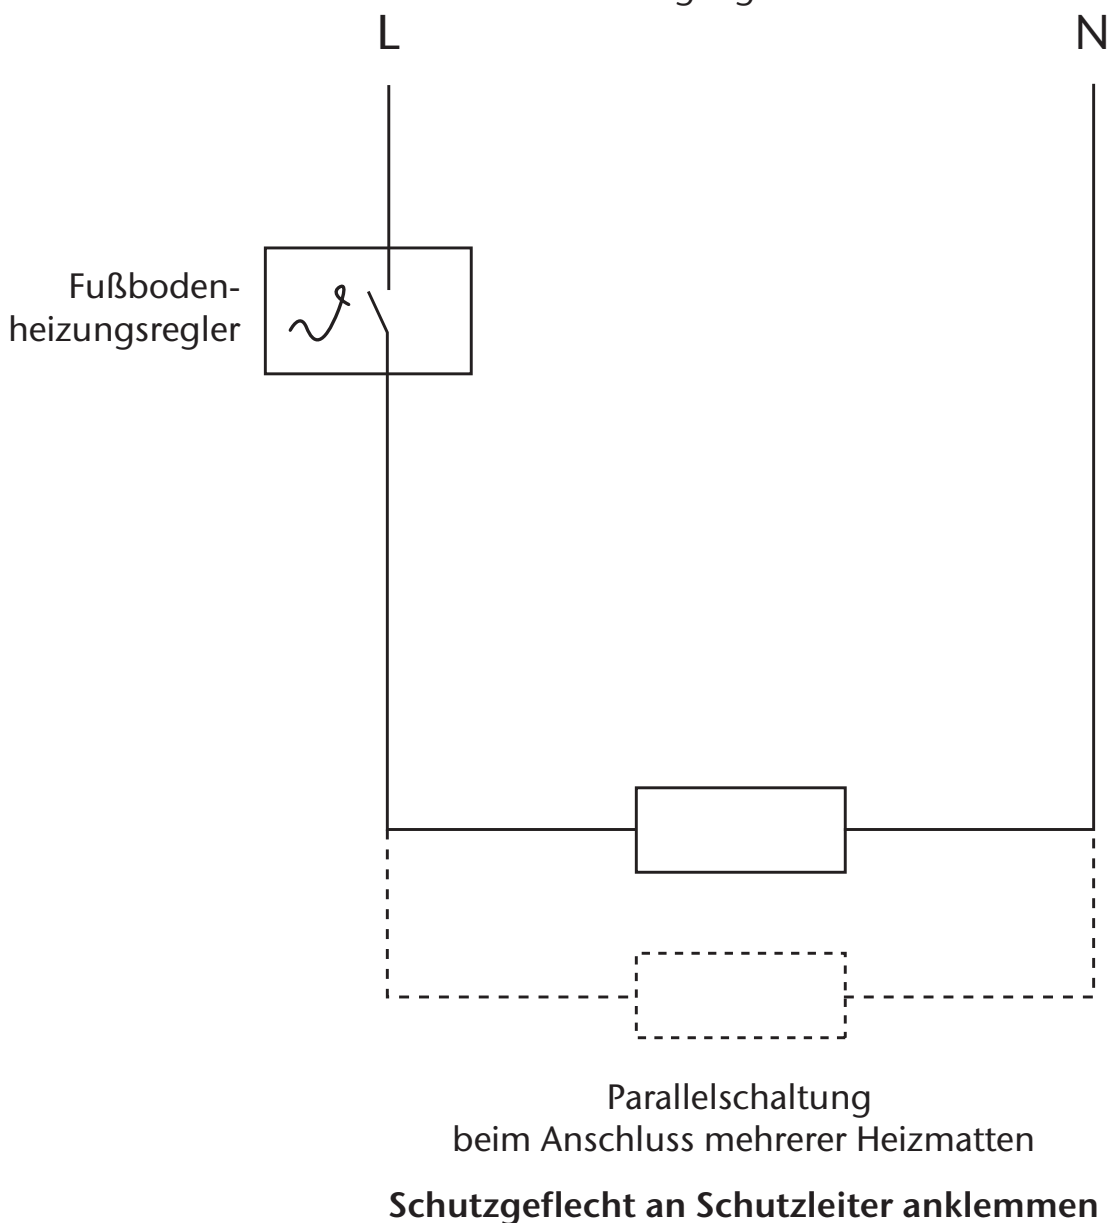 L
N
Fußboden-
heizungsregler
Parallelschaltung
beim Anschluss mehrerer Heizmatten
Schutzgeflecht an Schutzleiter anklemmen